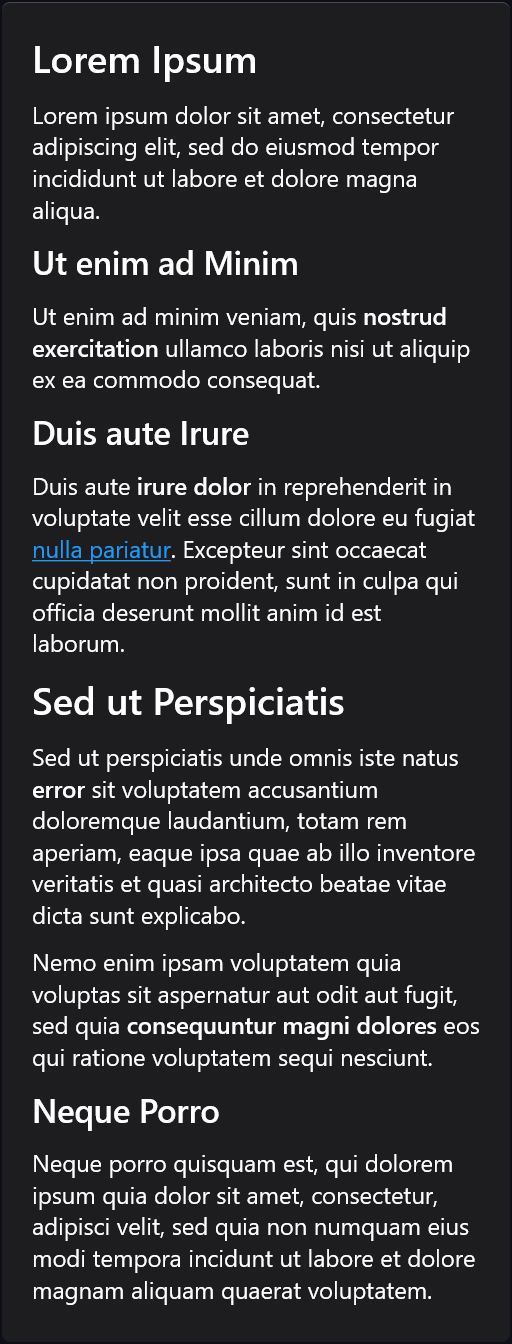 Lorem Ipsum
Lorem ipsum dolor sit amet, consectetur
adipiscing elit, sed do eiusmod tempor
incididunt ut labore et dolore magna
aliqua.
Ut enim ad Minim
Ut enim ad minim veniam, quis nostrud
exercitation ullamco laboris nisi ut aliquip
ex ea commodo consequat.
Duis aute Irure
Duis aute irure dolor in reprehenderit in
voluptate velit esse cillum dolore eu fugiat
nulla pariatur. Excepteur sint occaecat
cupidatat non proident, sunt in culpa qui
officia deserunt mollit anim id est
laborum.
Sed ut Perspiciatis
Sed ut perspiciatis unde omnis iste natus
error sit voluptatem accusantium
doloremque laudantium, totam rem
aperiam, eaque ipsa quae ab illo inventore
veritatis et quasi architecto beatae vitae
dicta sunt explicabo.
Nemo enim ipsam voluptatem quia
voluptas sit aspernatur aut odit aut fugit,
sed quia consequuntur magni dolores eos
qui ratione voluptatem sequi nesciunt.
Neque Porro
Neque porro quisquam est, qui dolorem
ipsum quia dolor sit amet, consectetur,
adipisci velit, sed quia non numquam eius
modi tempora incidunt ut labore et dolore
magnam aliquam quaerat voluptatem.